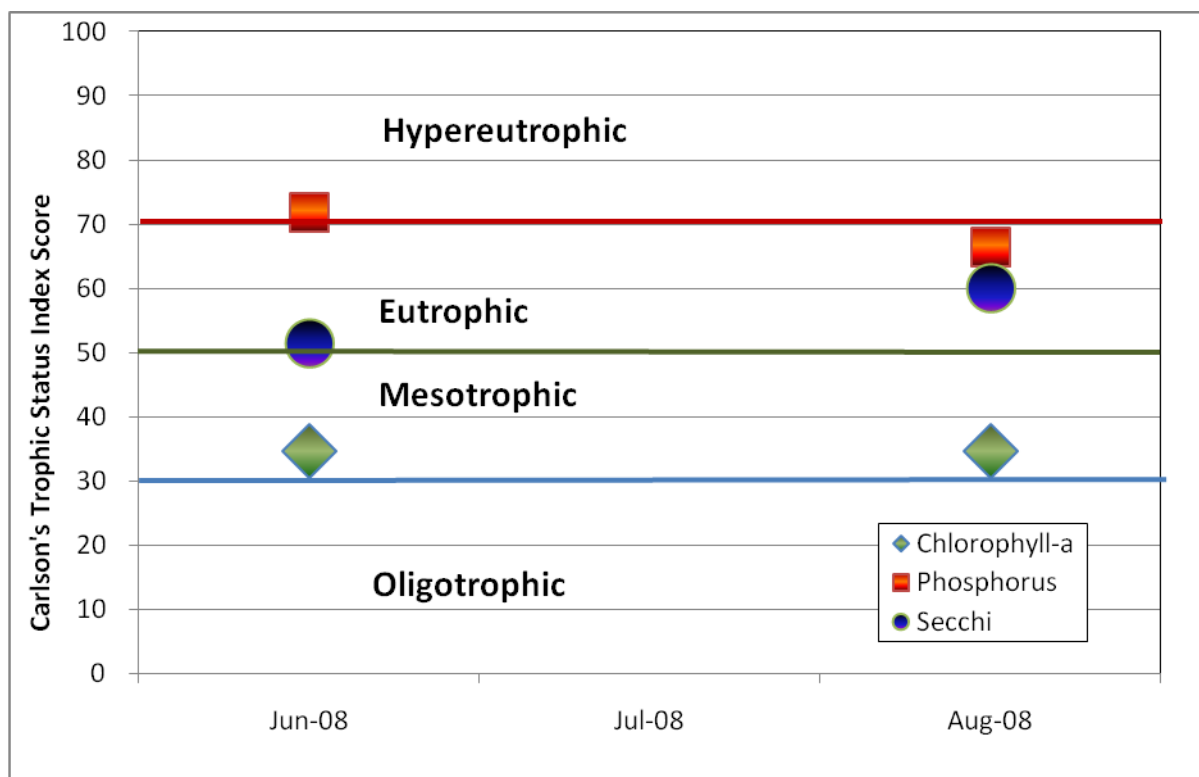 Carlson's Trophic Status Index Score
100
90
80
70
60
50
40
30
20
10
0
Hypereutrophic
Eutrophic
Mesotrophic
Oligotrophic
Chlorophyll-a
Phosphorus
Secchi
Jun-08 Jul-08 Aug-08